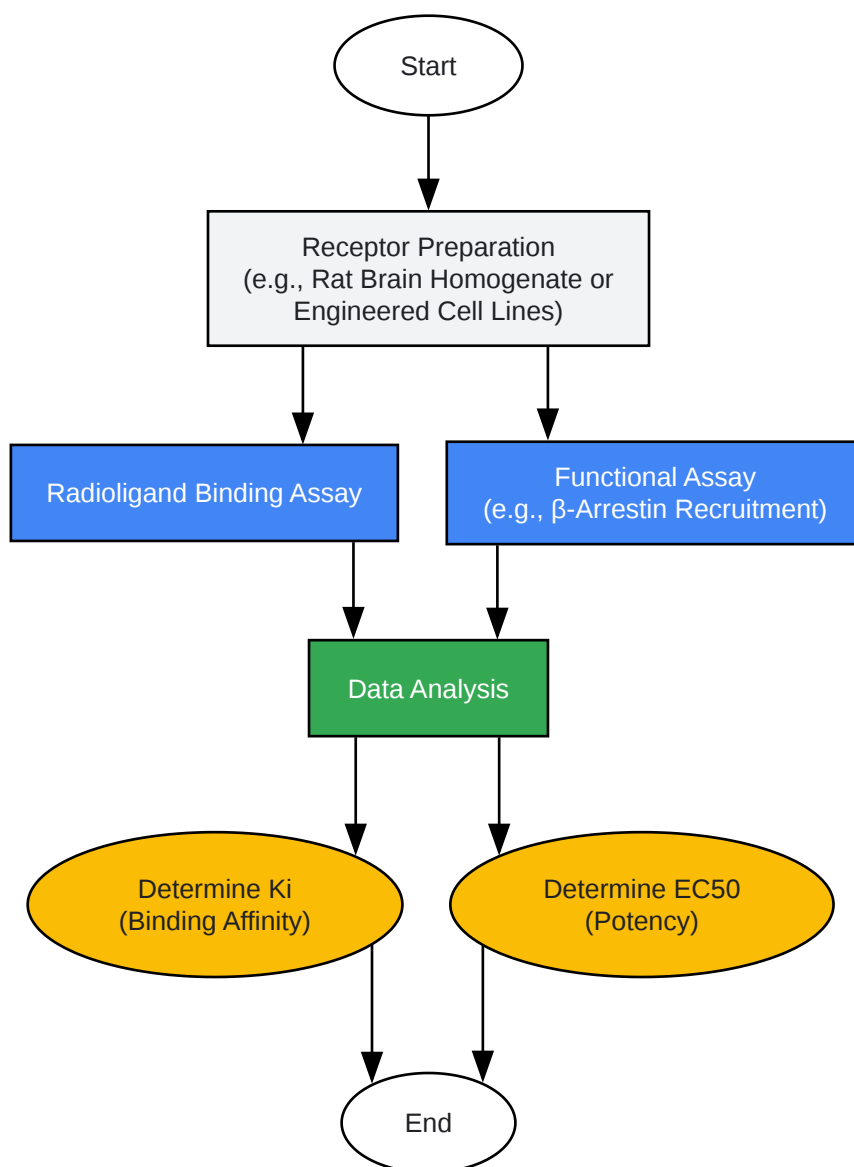 Start
Receptor Preparation
(e.g., Rat Brain Homogenate or
Engineered Cell Lines)
Radioligand Binding Assay
Functional Assay
(e.g., β-Arrestin Recruitment)
Data Analysis
Determine Ki
(Binding Affinity)
Determine EC50
(Potency)
End